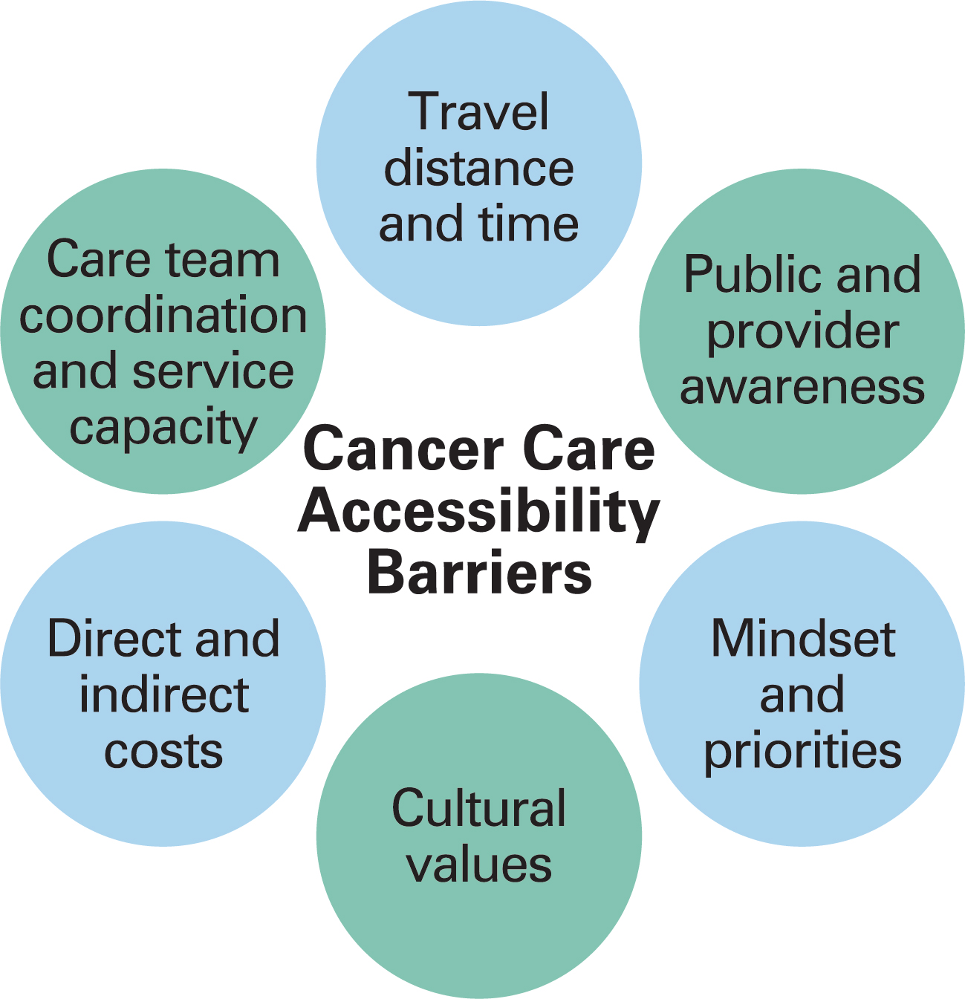 Travel
distance
and time
Public and
provider
awareness
Mindset
and
priorities
Cultural
values
Direct and
indirect
costs
Care team
coordination
and service
capacity
Cancer Care
Accessibility
Barriers